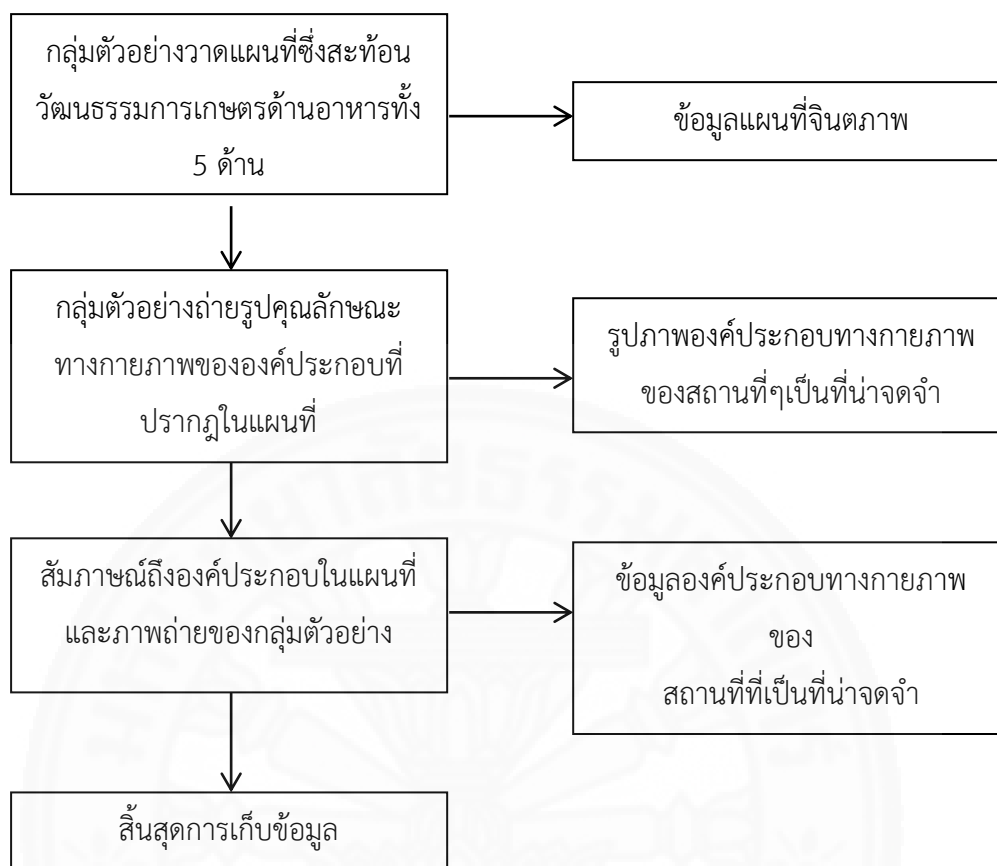 กลุ่มตัวอย่างวาดแผนที่ซึ่งสะท้อน
วัฒนธรรมการเกษตรด้านอาหารทั้ง
5 ด้าน
ข้อมูลแผนที่จินตภาพ
กลุ่มตัวอย่างถ่ายรูปคุณลักษณะ
ทางกายภาพขององค์ประกอบที่
ปรากฎในแผนที่
รูปภาพองค์ประกอบทางกายภาพ
ของสถานที่ๆเป็นที่น่าจดจำ
สัมภาษณ์ถึงองค์ประกอบในแผนที่
และภาพถ่ายของกลุ่มตัวอย่าง
ข้อมูลองค์ประกอบทางกายภาพ
ของ
สถานที่ที่เป็นที่น่าจดจำ
สิ้นสุดการเก็บข้อมูล